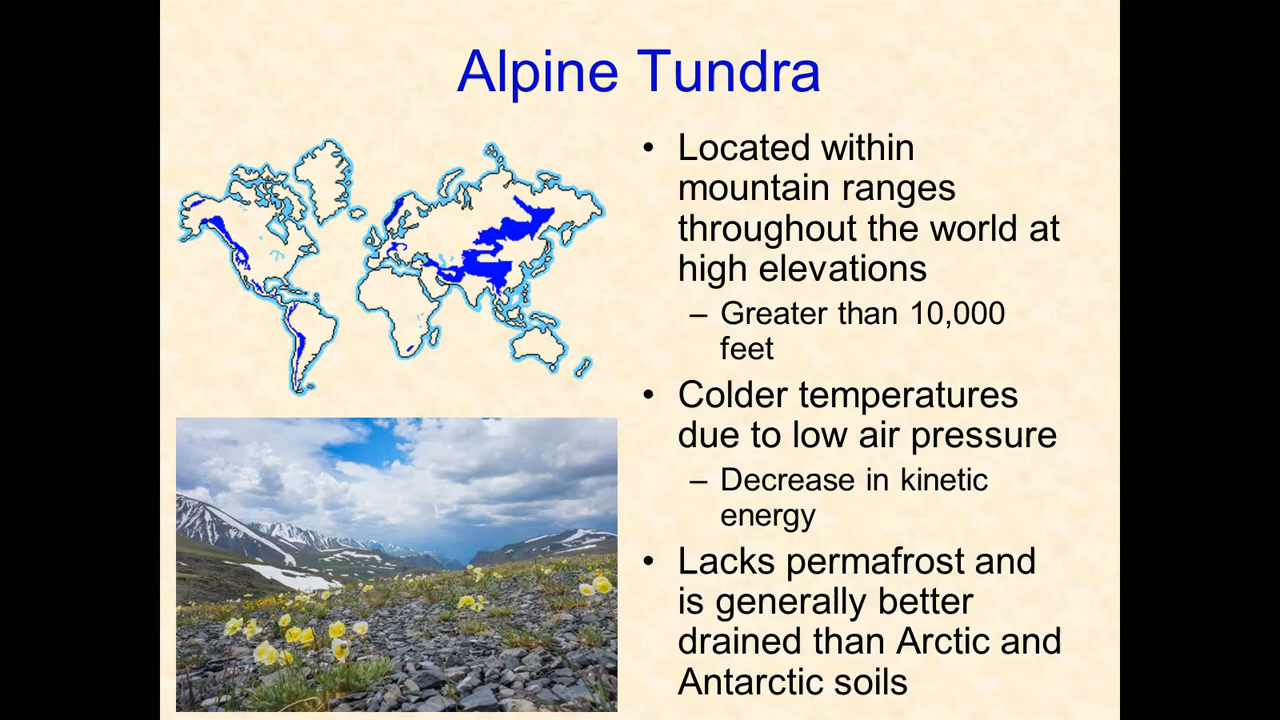 Alpine Tundra
• Located within
mountain ranges
throughout the world at
high elevations
– Greater than 10,000
feet
• Colder temperatures
due to low air pressure
– Decrease in kinetic
energy
• Lacks permafrost and
is generally better
drained than Arctic and
Antarctic soils